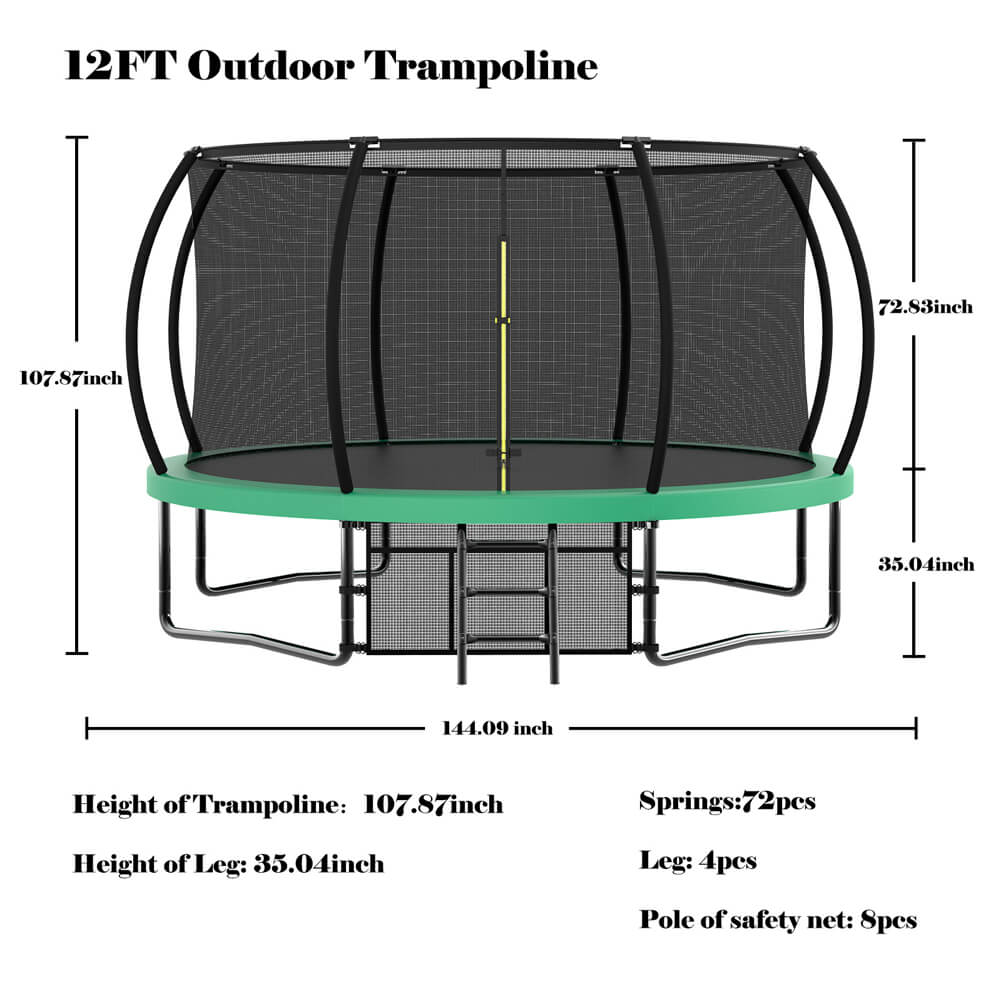 12FT Outdoor Trampoline
72.83inch
107.87inch
35.04inch
144.09 inch
Height of Trampoline： 107.87inch
Springs:72pcs
Height of Leg: 35.04inch
Leg: 4pcs
Pole of safety net: 8pcs